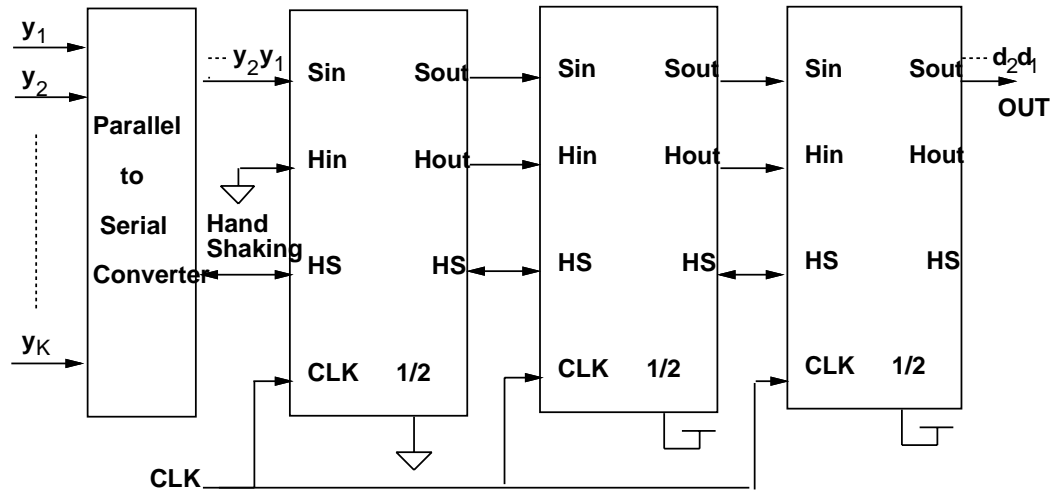 y1
y2
yK
Parallel
to
Serial
Converter
y2y1
Hand
Shaking
Sin Sout
Hin Hout
HS HS
CLK 1/2
Sin Sout
Hin Hout
HS HS
CLK 1/2
Sin Sout
Hin Hout
HS HS
CLK 1/2
d2d1
OUT
CLK